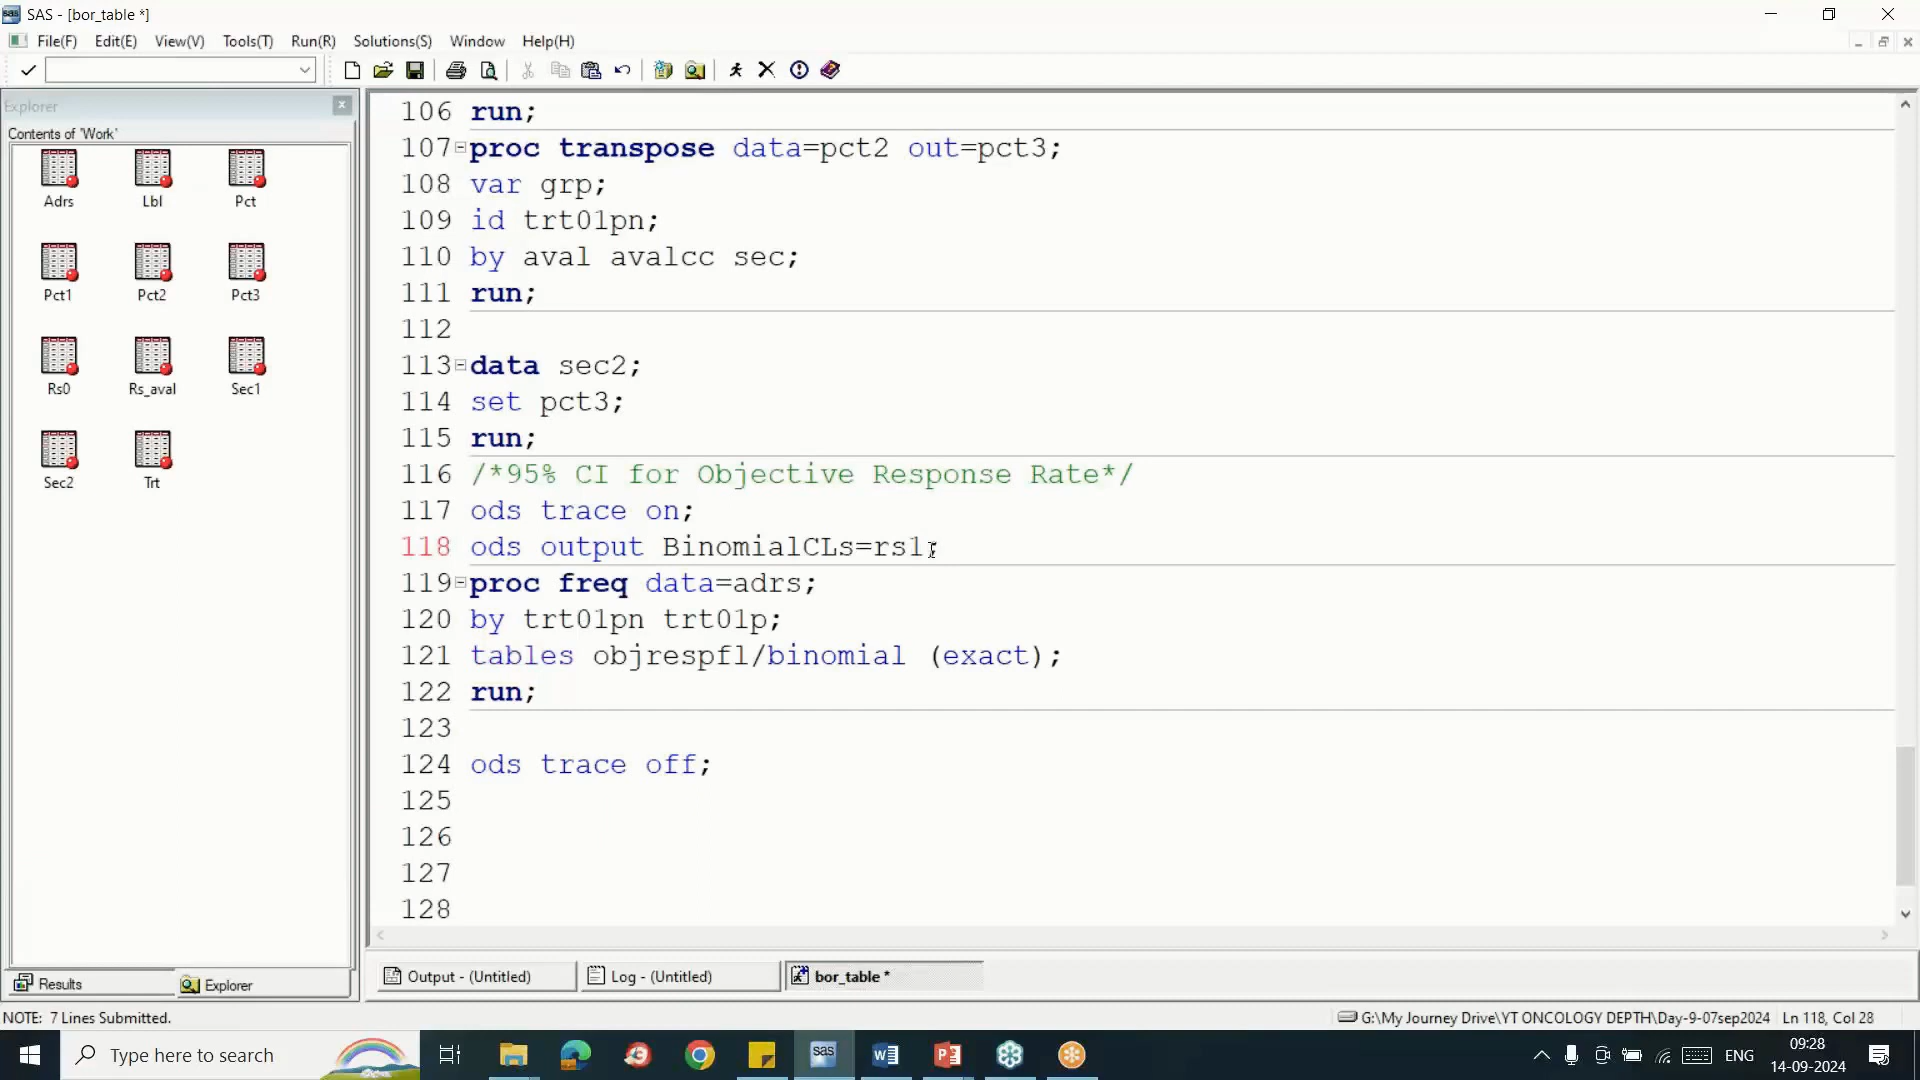 SAS - [bor_table *]
File(F) Edit(E) View(V) Tools(T) Run(R) Solutions(S) Window Help(H)
Explorer
Contents of 'Work'
Adrs Lbl Pct
Pct1 Pct2 Pct3
Rs0 Rs_aval Sec1
Sec2 Trt
106 run;
107 proc transpose data=pct2 out=pct3;
108 var grp;
109 id trt01pn;
110 by aval avalcc sec;
111 run;
112
113 data sec2;
114 set pct3;
115 run;
116 /*95% CI for Objective Response Rate*/
117 ods trace on;
118 ods output BinomialCLs=rs1;
119 proc freq data=adrs;
120 by trt01pn trt01p;
121 tables objrespfl/binomial (exact);
122 run;
123
124 ods trace off;
125
126
127
128
Results Explorer
Output - (Untitled) Log - (Untitled) bor_table *
NOTE: 7 Lines Submitted.
G:\My Journey Drive\YT ONCOLOGY DEPTH\Day-9-07sep2024 Ln 118, Col 28
Type here to search
ENG
09:28
14-09-2024